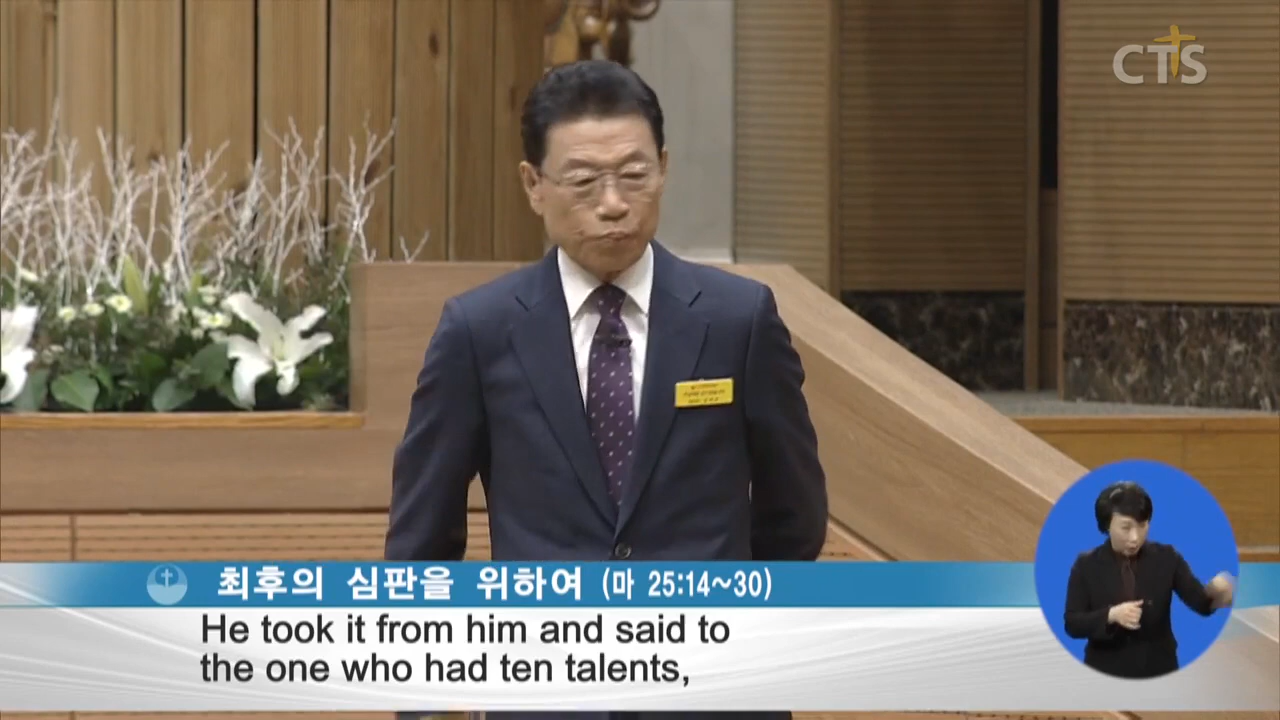 CTS
최후의 심판을 위하여 (마 25:14~30)
He took it from him and said to
the one who had ten talents,